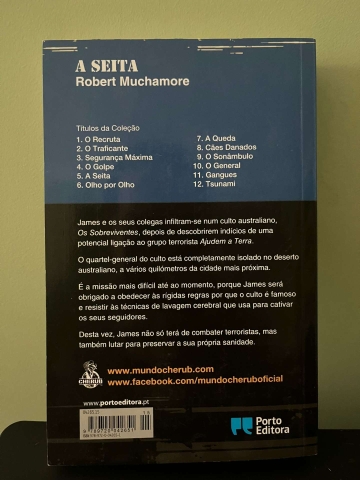 A SEITA
Robert Muchamore
Títulos da Coleção
1. O Recruta
2. O Traficante
3. Segurança Máxima
4. O Golpe
5. A Seita
6. Olho por Olho
7. A Queda
8. Cães Danados
9. O Sonâmbulo
10. O General
11. Gangues
12. Tsunami
James e os seus colegas infiltram-se num culto australiano,
Os Sobreviventes, depois de descobrirem indícios de uma
potencial ligação ao grupo terrorista Ajudem a Terra.
O quartel-general do culto está completamente isolado no deserto
australiano, a vários quilómetros da cidade mais próxima.
É a missão mais difícil até ao momento, porque James será
obrigado a obedecer às rígidas regras por que o culto é famoso
e resistir às técnicas de lavagem cerebral que usa para cativar
os seus seguidores.
Desta vez, James não só terá de combater terroristas, mas
também lutar para preservar a sua própria sanidade.
CHERUB
www.mundocherub.com
www.facebook.com/mundocheruboficial
www.portoeditora.pt
Porto
Editora